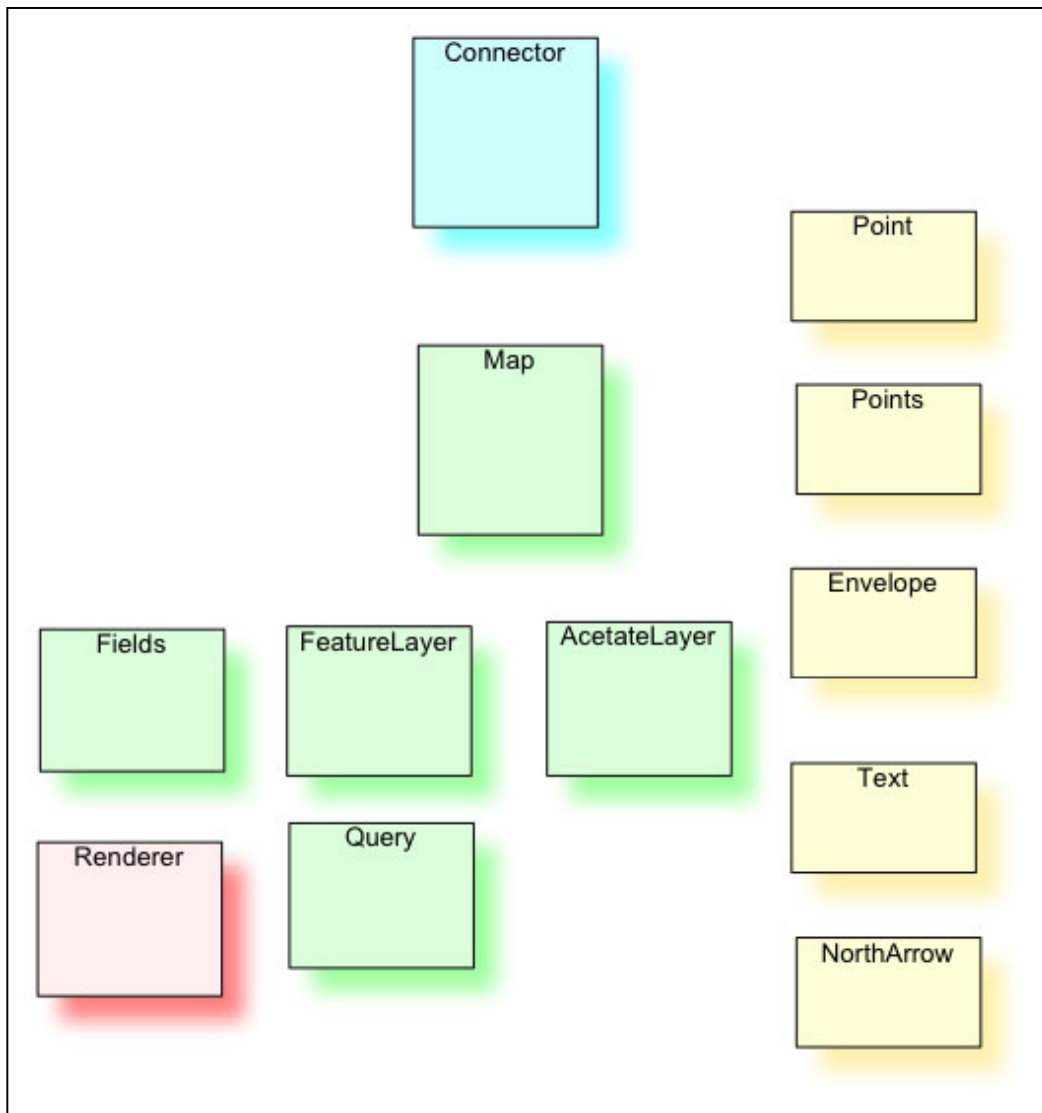 Connector
Point
Map
Points
Envelope
Fields
FeatureLayer
AcetateLayer
Text
Renderer
Query
NorthArrow